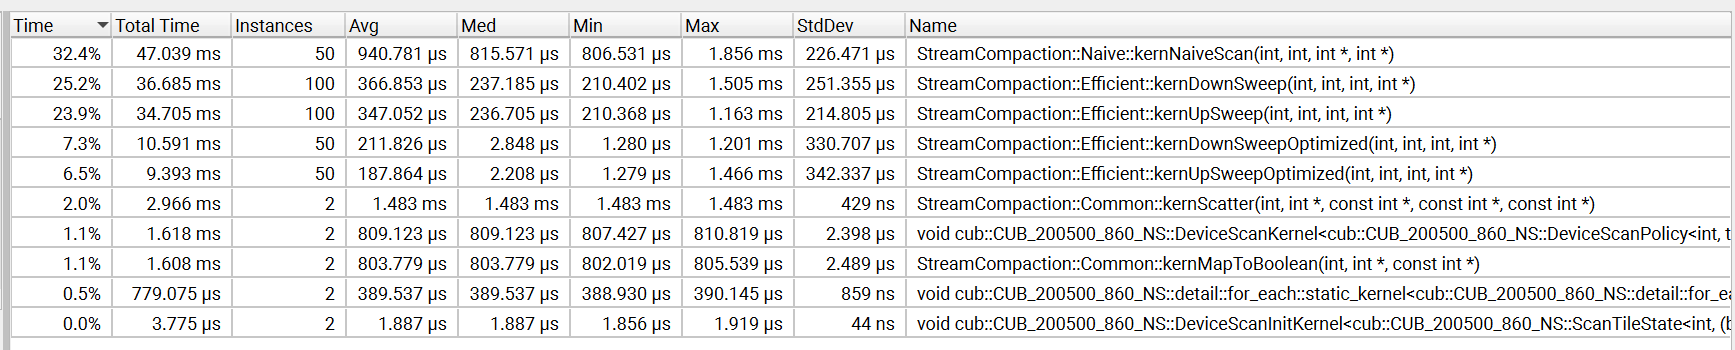 Time Total Time Instances Avg Med Min Max StdDev Name
32.4% 47.039 ms 50 940.781 μs 815.571 μs 806.531 μs 1.856 ms 226.471 μs StreamCompaction::Naive::kernNaiveScan(int, int, int *, int *)
25.2% 36.685 ms 100 366.853 μs 237.185 μs 210.402 μs 1.505 ms 251.355 μs StreamCompaction::Efficient::kernDownSweep(int, int, int, int *)
23.9% 34.705 ms 100 347.052 μs 236.705 μs 210.368 μs 1.163 ms 214.805 μs StreamCompaction::Efficient::kernUpSweep(int, int, int, int *)
7.3% 10.591 ms 50 211.826 μs 2.848 μs 1.280 μs 1.201 ms 330.707 μs StreamCompaction::Efficient::kernDownSweepOptimized(int, int, int, int *)
6.5% 9.393 ms 50 187.864 μs 2.208 μs 1.279 μs 1.466 ms 342.337 μs StreamCompaction::Efficient::kernUpSweepOptimized(int, int, int, int *)
2.0% 2.966 ms 2 1.483 ms 1.483 ms 1.483 ms 1.483 ms 429 ns StreamCompaction::Common::kernScatter(int, int *, const int *, const int *, const int *)
1.1% 1.618 ms 2 809.123 μs 809.123 μs 807.427 μs 810.819 μs 2.398 μs void cub::CUB_200500_860_NS::DeviceScanKernel<cub::CUB_200500_860_NS::DeviceScanPolicy<int, t
1.1% 1.608 ms 2 803.779 μs 803.779 μs 802.019 μs 805.539 μs 2.489 μs StreamCompaction::Common::kernMapToBoolean(int, int *, const int *)
0.5% 779.075 μs 2 389.537 μs 389.537 μs 388.930 μs 390.145 μs 859 ns void cub::CUB_200500_860_NS::detail::for_each::static_kernel<cub::CUB_200500_860_NS::detail::for_ea
0.0% 3.775 μs 2 1.887 μs 1.887 μs 1.856 μs 1.919 μs 44 ns void cub::CUB_200500_860_NS::DeviceScanInitKernel<cub::CUB_200500_860_NS::ScanTileState<int, (b